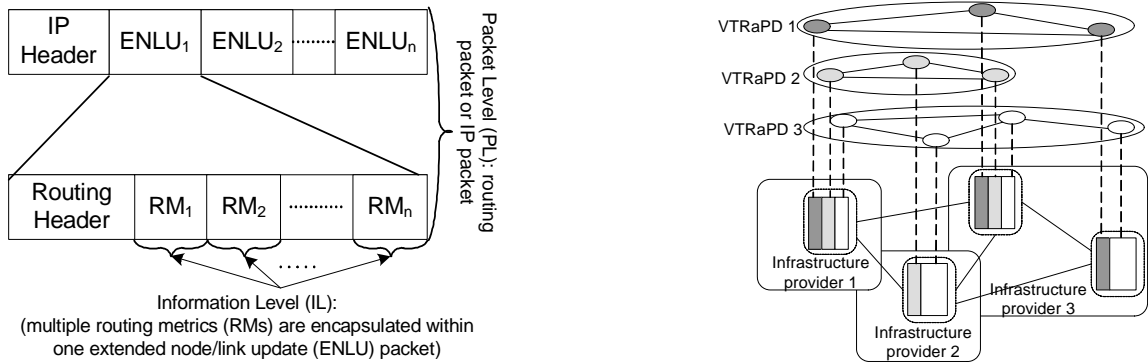 IP
Header
ENLU1
ENLU2
........
ENLUn
Packet Level (PL): routing
packet or IP packet
Routing
Header
RM1
RM2
...........
RMn
.....
Information Level (IL):
(multiple routing metrics (RMs) are encapsulated within
one extended node/link update (ENLU) packet)
VTRaPD 1
VTRaPD 2
VTRaPD 3
Infrastructure
provider 1
Infrastructure
provider 2
Infrastructure
provider 3